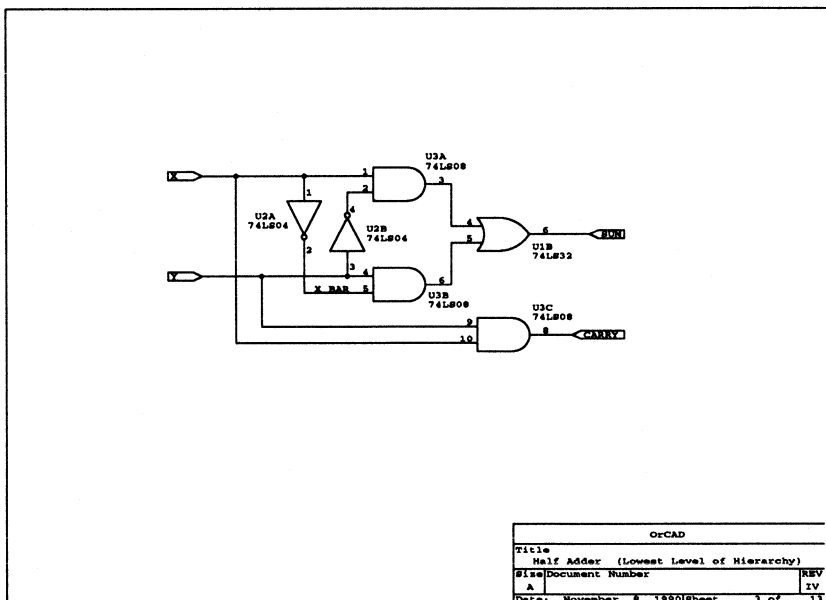 U3A
74LS08
X
1
2
3
1
U2A
74LS04
2
4
U2B
74LS04
3
4
5
6
SUM
U1B
74LS32
Y
4
X BAR
5
6
U3B
74LS08
U3C
74LS08
9
10
8
CARRY
OrCAD
Title
Half Adder (Lowest Level of Hierarchy)
Size Document Number REV
A IV
Date: November 8, 1990 Sheet 3 of 13